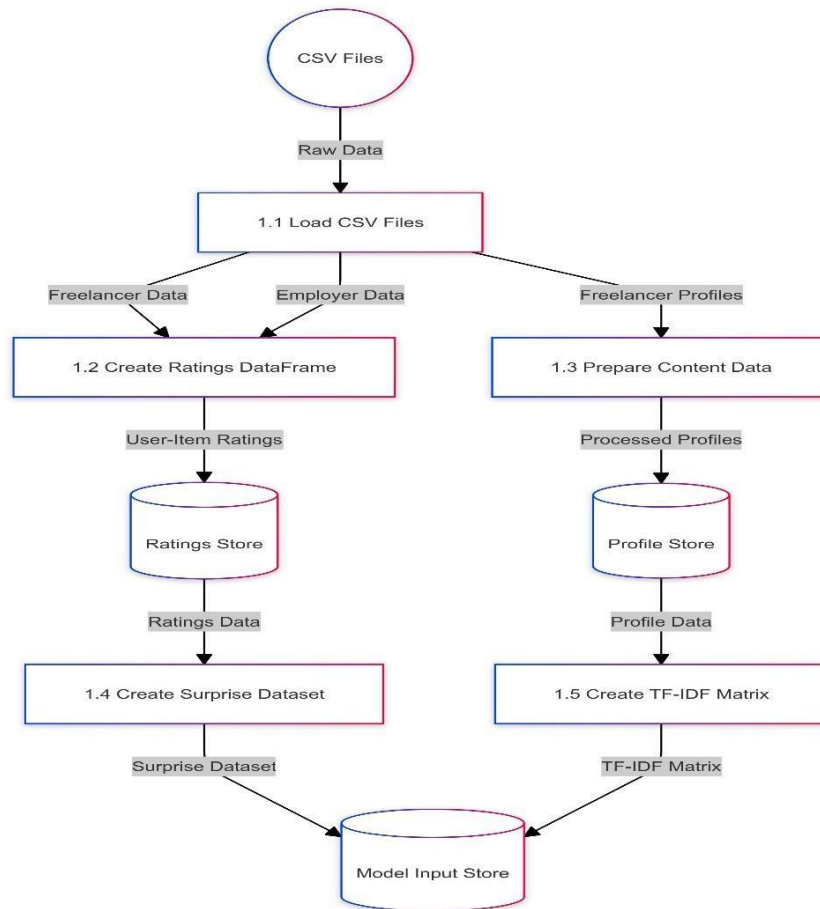 CSV Files
Raw Data
1.1 Load CSV Files
Freelancer Data
Employer Data
Freelancer Profiles
1.2 Create Ratings DataFrame
1.3 Prepare Content Data
User-Item Ratings
Processed Profiles
Ratings Store
Profile Store
Ratings Data
Profile Data
1.4 Create Surprise Dataset
1.5 Create TF-IDF Matrix
Surprise Dataset
TF-IDF Matrix
Model Input Store